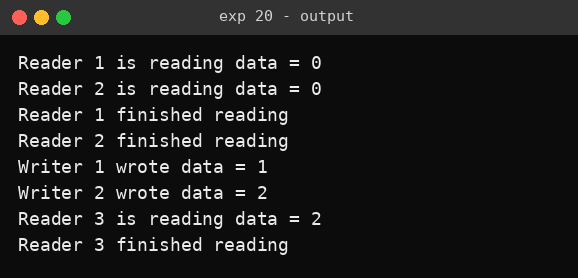 exp 20 - output
Reader 1 is reading data = 0
Reader 2 is reading data = 0
Reader 1 finished reading
Reader 2 finished reading
Writer 1 wrote data = 1
Writer 2 wrote data = 2
Reader 3 is reading data = 2
Reader 3 finished reading